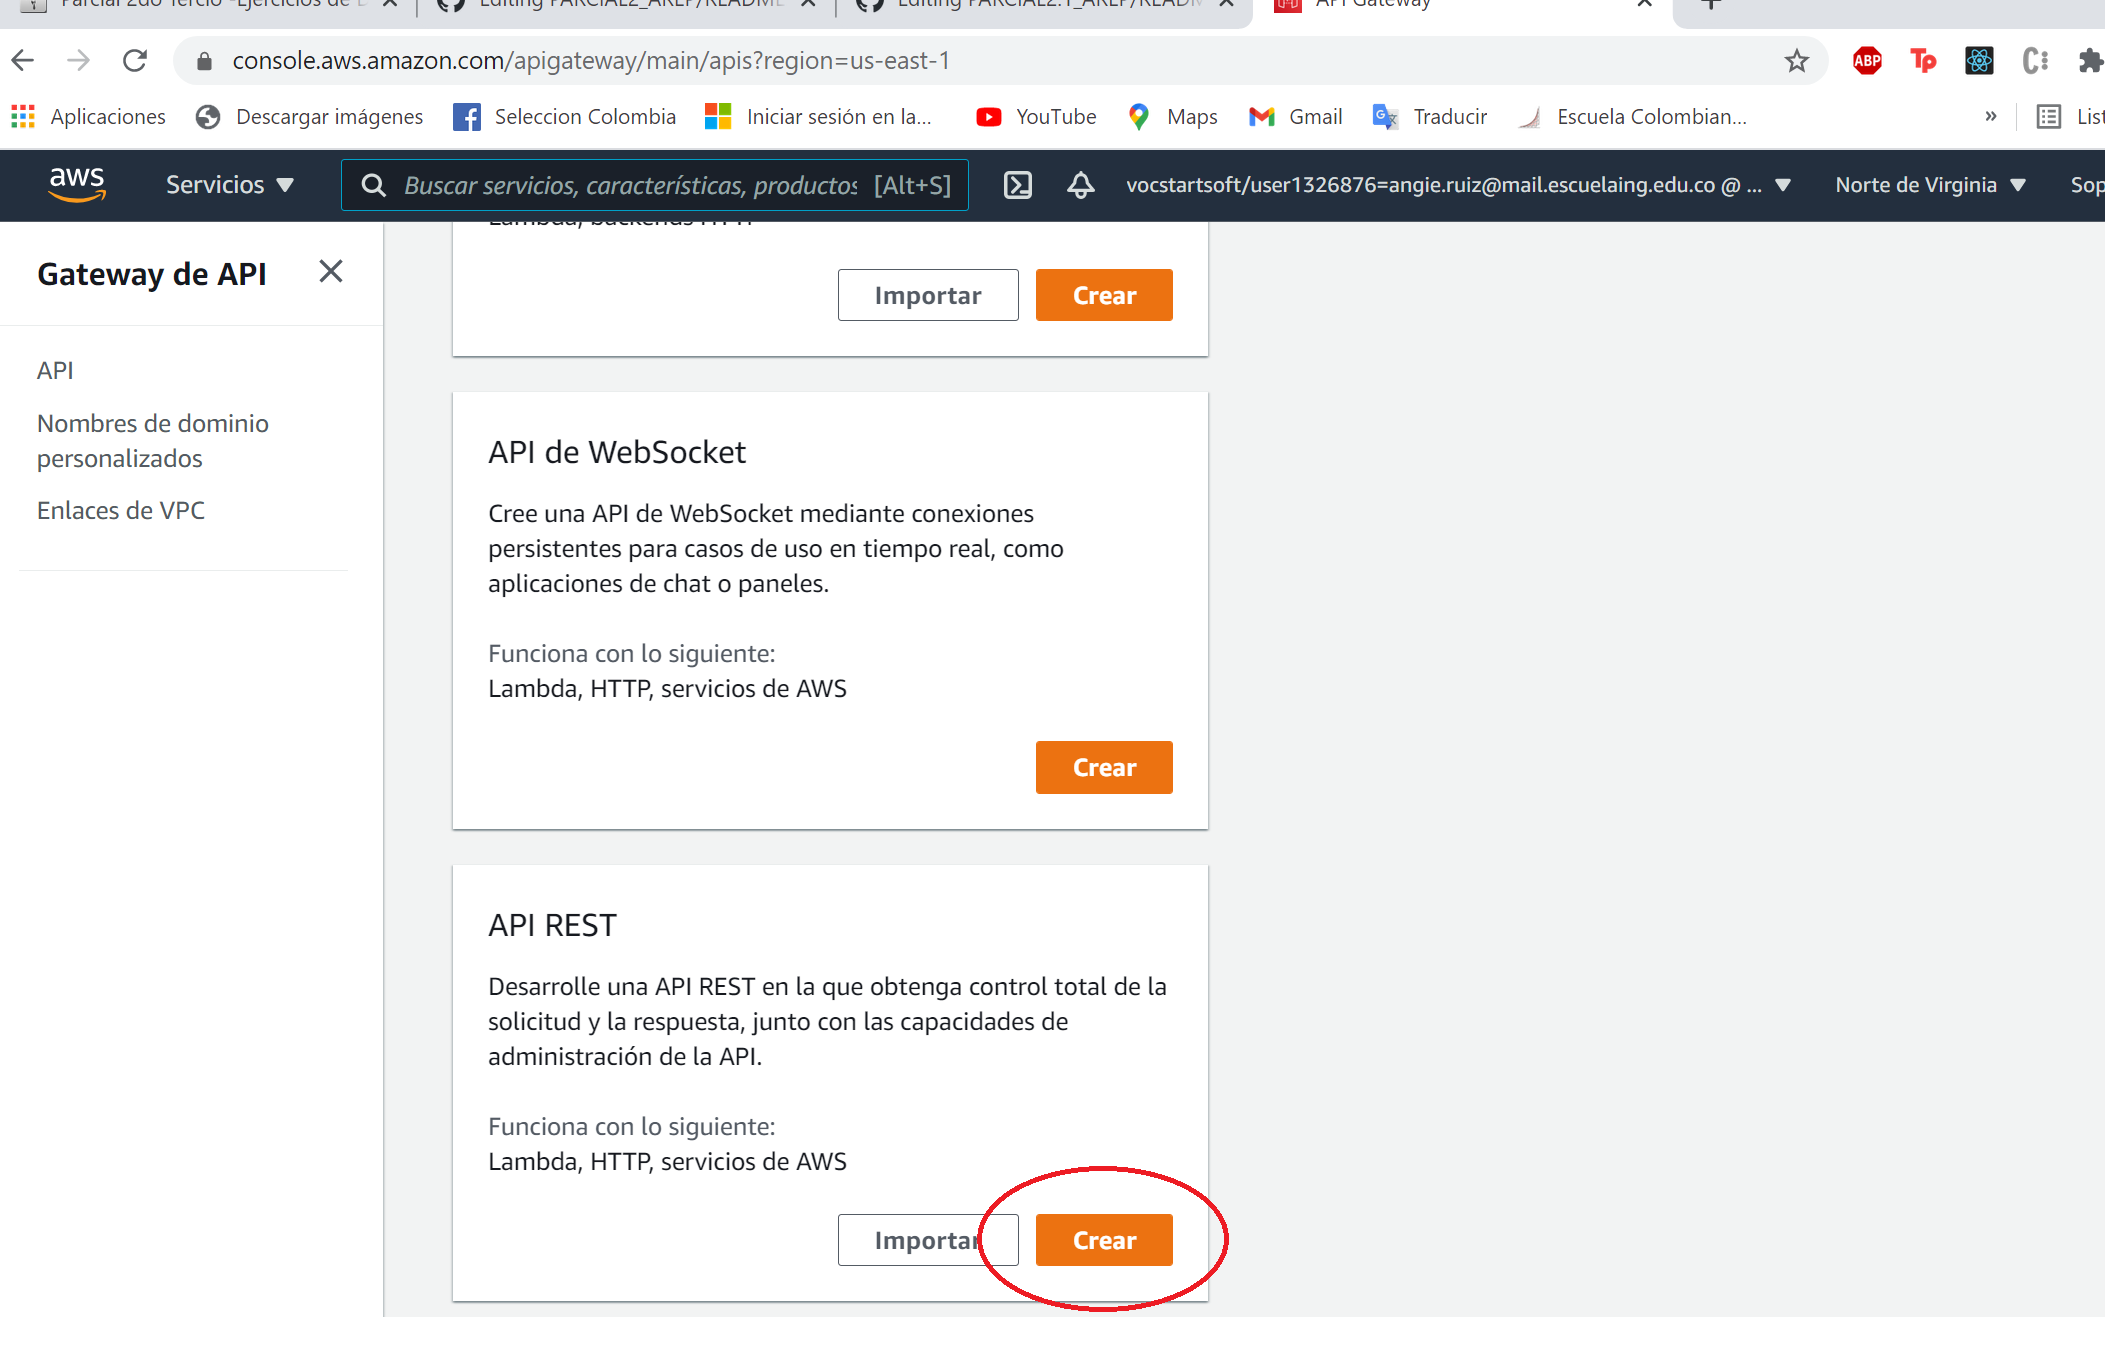 Parcial 2do Tercio -Ejercicios de
Editing PARCIAL2_AREP/README
Editing PARCIAL2.1_AREP/READM
API Gateway
console.aws.amazon.com/apigateway/main/apis?region=us-east-1
ABP
Tp
Aplicaciones
Descargar imágenes
Seleccion Colombia
Iniciar sesión en la...
YouTube
Maps
Gmail
Traducir
Escuela Colombian...
»
List
aws
Servicios
Buscar servicios, características, productos [Alt+S]
vocstartsoft/user1326876=angie.ruiz@mail.escuelaing.edu.co @ ...
Norte de Virginia
Sop
Gateway de API
API
Nombres de dominio
personalizados
Enlaces de VPC
Lambda, backends HTTP
Importar
Crear
API de WebSocket
Cree una API de WebSocket mediante conexiones
persistentes para casos de uso en tiempo real, como
aplicaciones de chat o paneles.
Funciona con lo siguiente:
Lambda, HTTP, servicios de AWS
Crear
API REST
Desarrolle una API REST en la que obtenga control total de la
solicitud y la respuesta, junto con las capacidades de
administración de la API.
Funciona con lo siguiente:
Lambda, HTTP, servicios de AWS
Importar
Crear